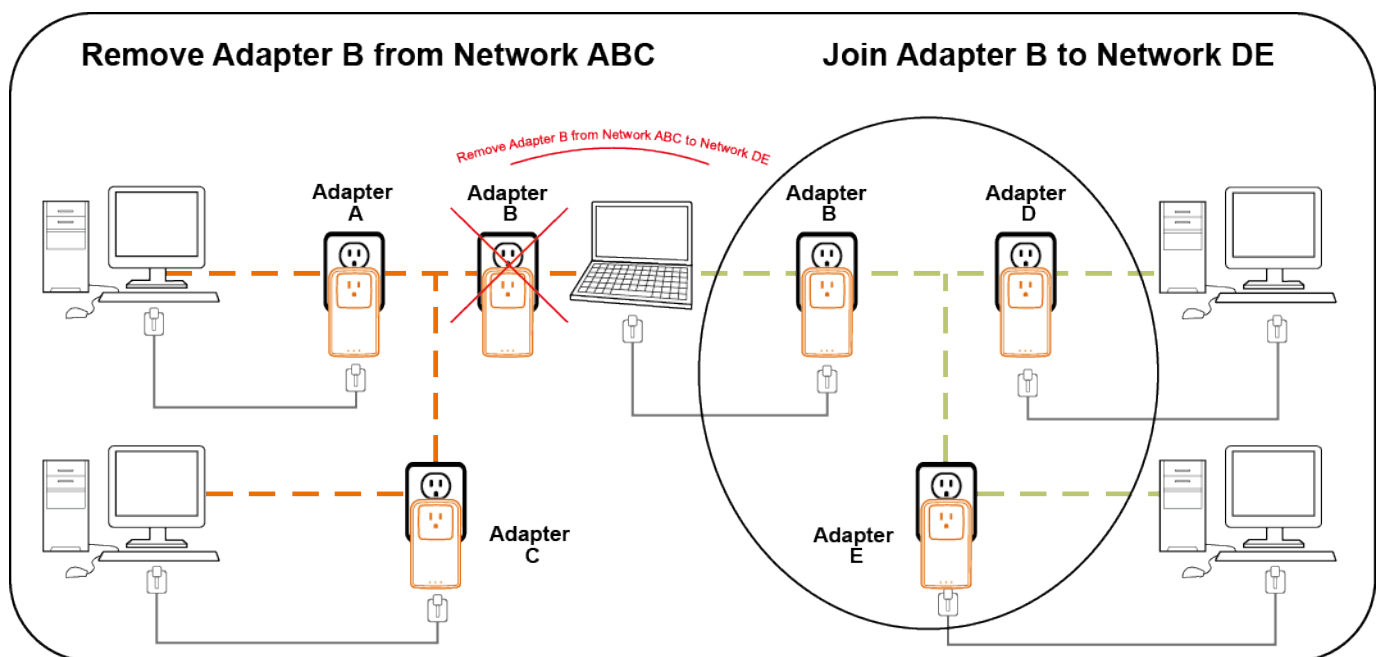 Remove Adapter B from Network ABC
Join Adapter B to Network DE
Remove Adapter B from Network ABC to Network DE
Adapter
A
Adapter
B
Adapter
B
Adapter
D
Adapter
C
Adapter
E